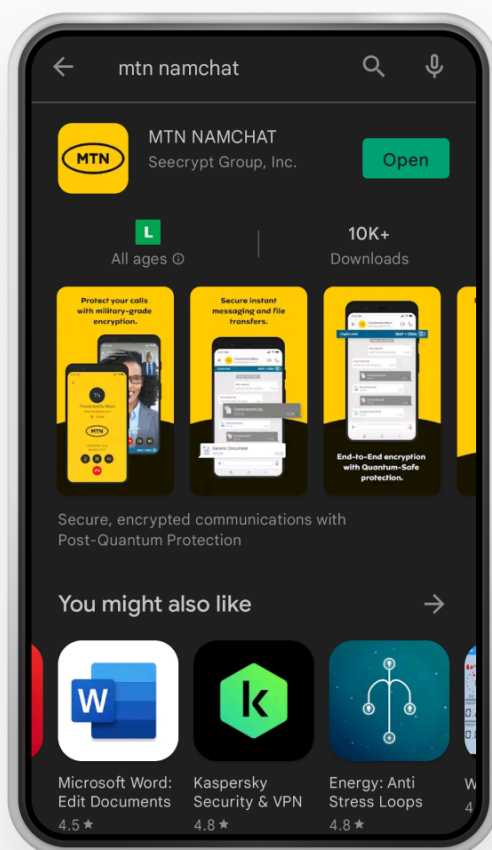 mtn namchat
MTN
MTN NAMCHAT
Seecrypt Group, Inc.
Open
L
All ages
10K+
Downloads
Protect your calls
with military-grade
encryption.
MTN
Secure instant
messaging and file
transfers.
End-to-End encryption
with Quantum-Safe
protection.
Secure, encrypted communications with
Post-Quantum Protection
You might also like
W
k
Microsoft Word:
Edit Documents
4.5 ★
Kaspersky
Security & VPN
4.8 ★
Energy: Anti
Stress Loops
4.8 ★
W
4